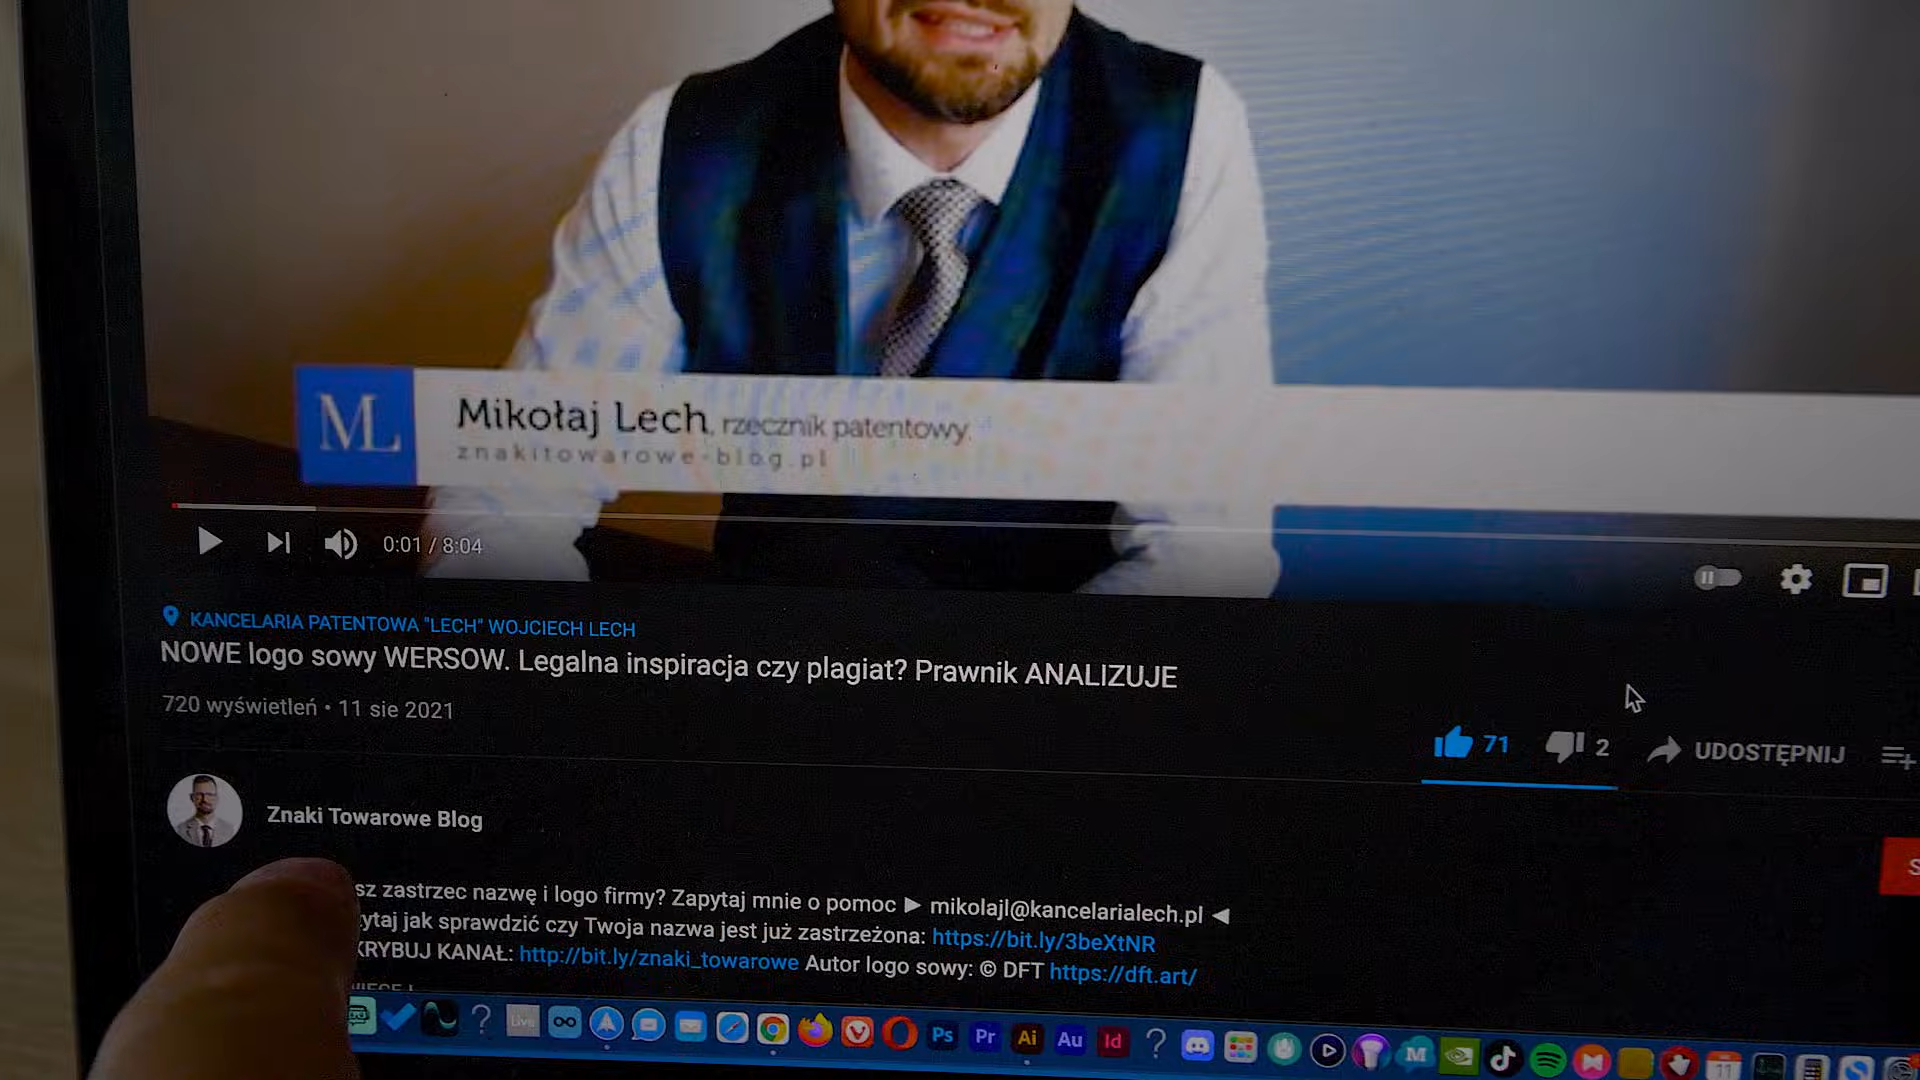 ML
Mikołaj Lech, rzecznik patentowy.
znakitowarowe-blog.pl
0:01 / 8:04
KANCELARIA PATENTOWA "LECH" WOJCIECH LECH
NOWE logo sowy WERSOW. Legalna inspiracja czy plagiat? Prawnik ANALIZUJE
720 wyświetleń • 11 sie 2021
71 2 UDOSTĘPNIJ
Znaki Towarowe Blog
S
sz zastrzec nazwę i logo firmy? Zapytaj mnie o pomoc ► mikolajl@kancelarialech.pl ◄
ytaj jak sprawdzić czy Twoja nazwa jest już zastrzeżona: https://bit.ly/3beXtNR
KRYBUJ KANAŁ: http://bit.ly/znaki_towarowe Autor logo sowy: © DFT https://dft.art/
Live Ps Pr Ai Au Id M 11